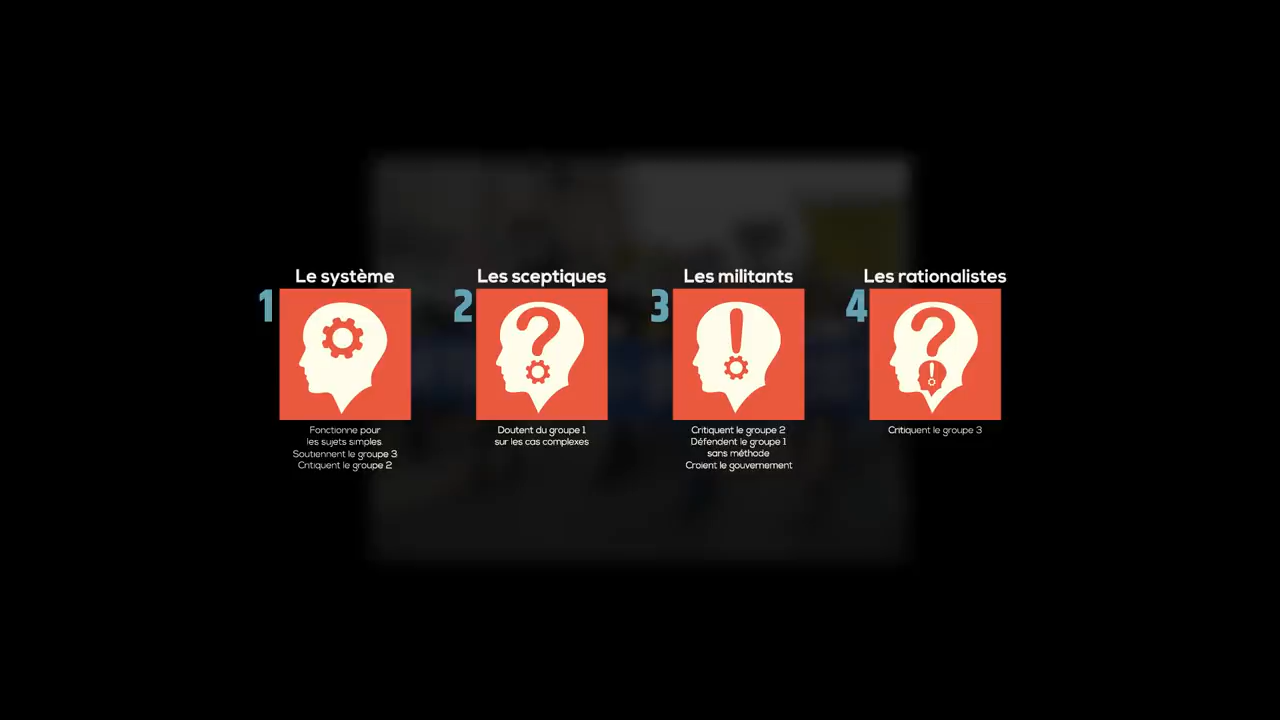 Le système
1
Fonctionne pour
les sujets simples
Soutiennent le groupe 3
Critiquent le groupe 2
Les sceptiques
2
Doutent du groupe 1
sur les cas complexes
Les militants
3
Critiquent le groupe 2
Défendent le groupe 1
sans méthode
Croient le gouvernement
Les rationalistes
4
Critiquent le groupe 3